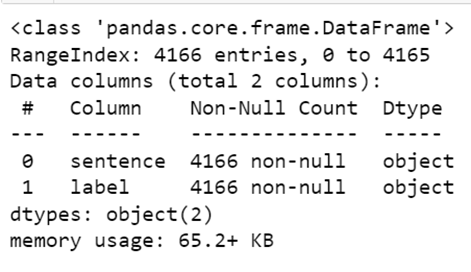 <class 'pandas.core.frame.DataFrame'>
RangeIndex: 4166 entries, 0 to 4165
Data columns (total 2 columns):
 #   Column    Non-Null Count  Dtype
---  ------    --------------  -----
 0   sentence  4166 non-null   object
 1   label     4166 non-null   object
dtypes: object(2)
memory usage: 65.2+ KB